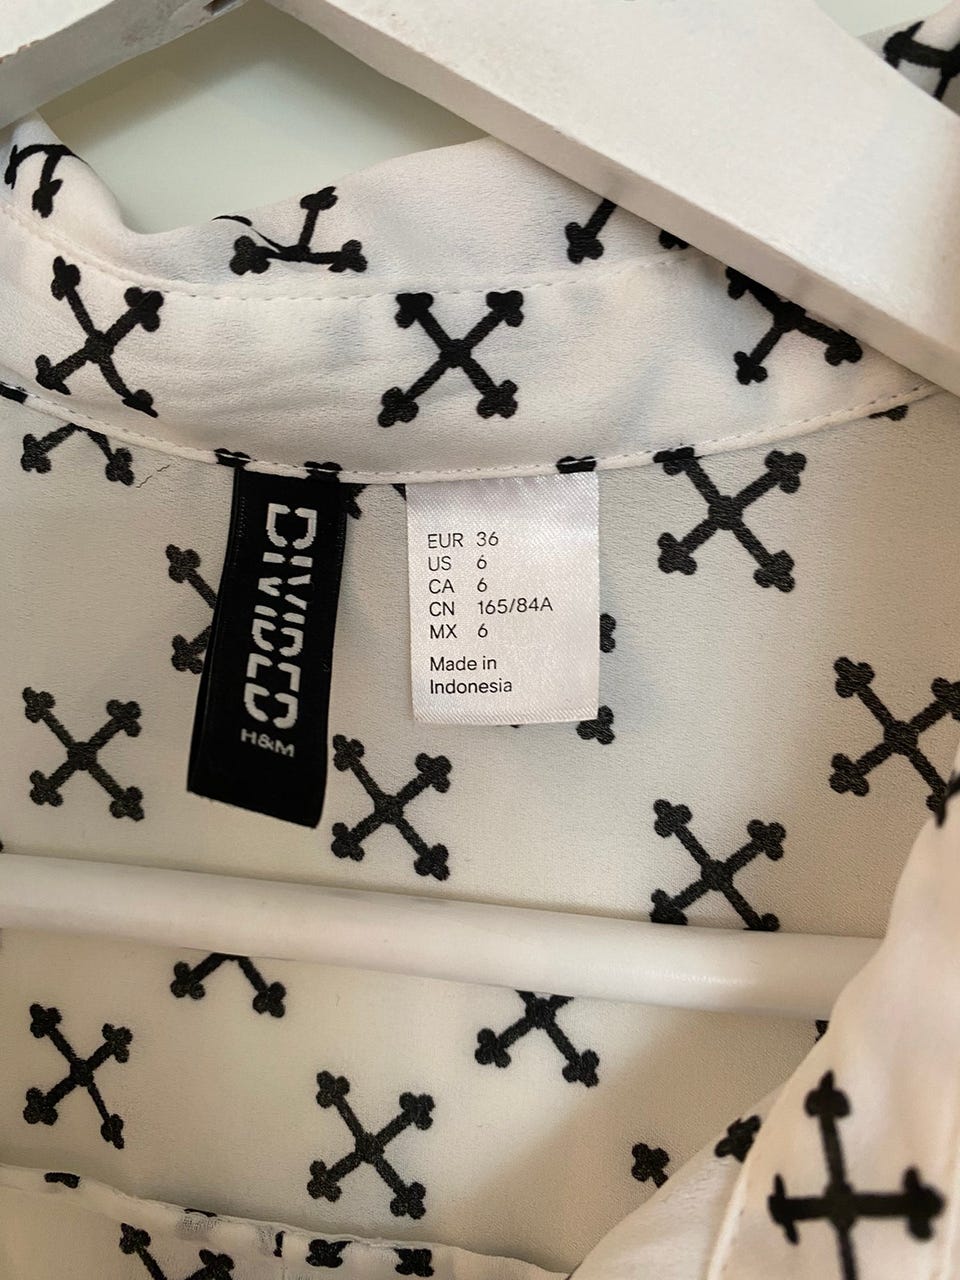 DIVIDED
H&M
EUR 36
US 6
CA 6
CN 165/84A
MX 6
Made in
Indonesia